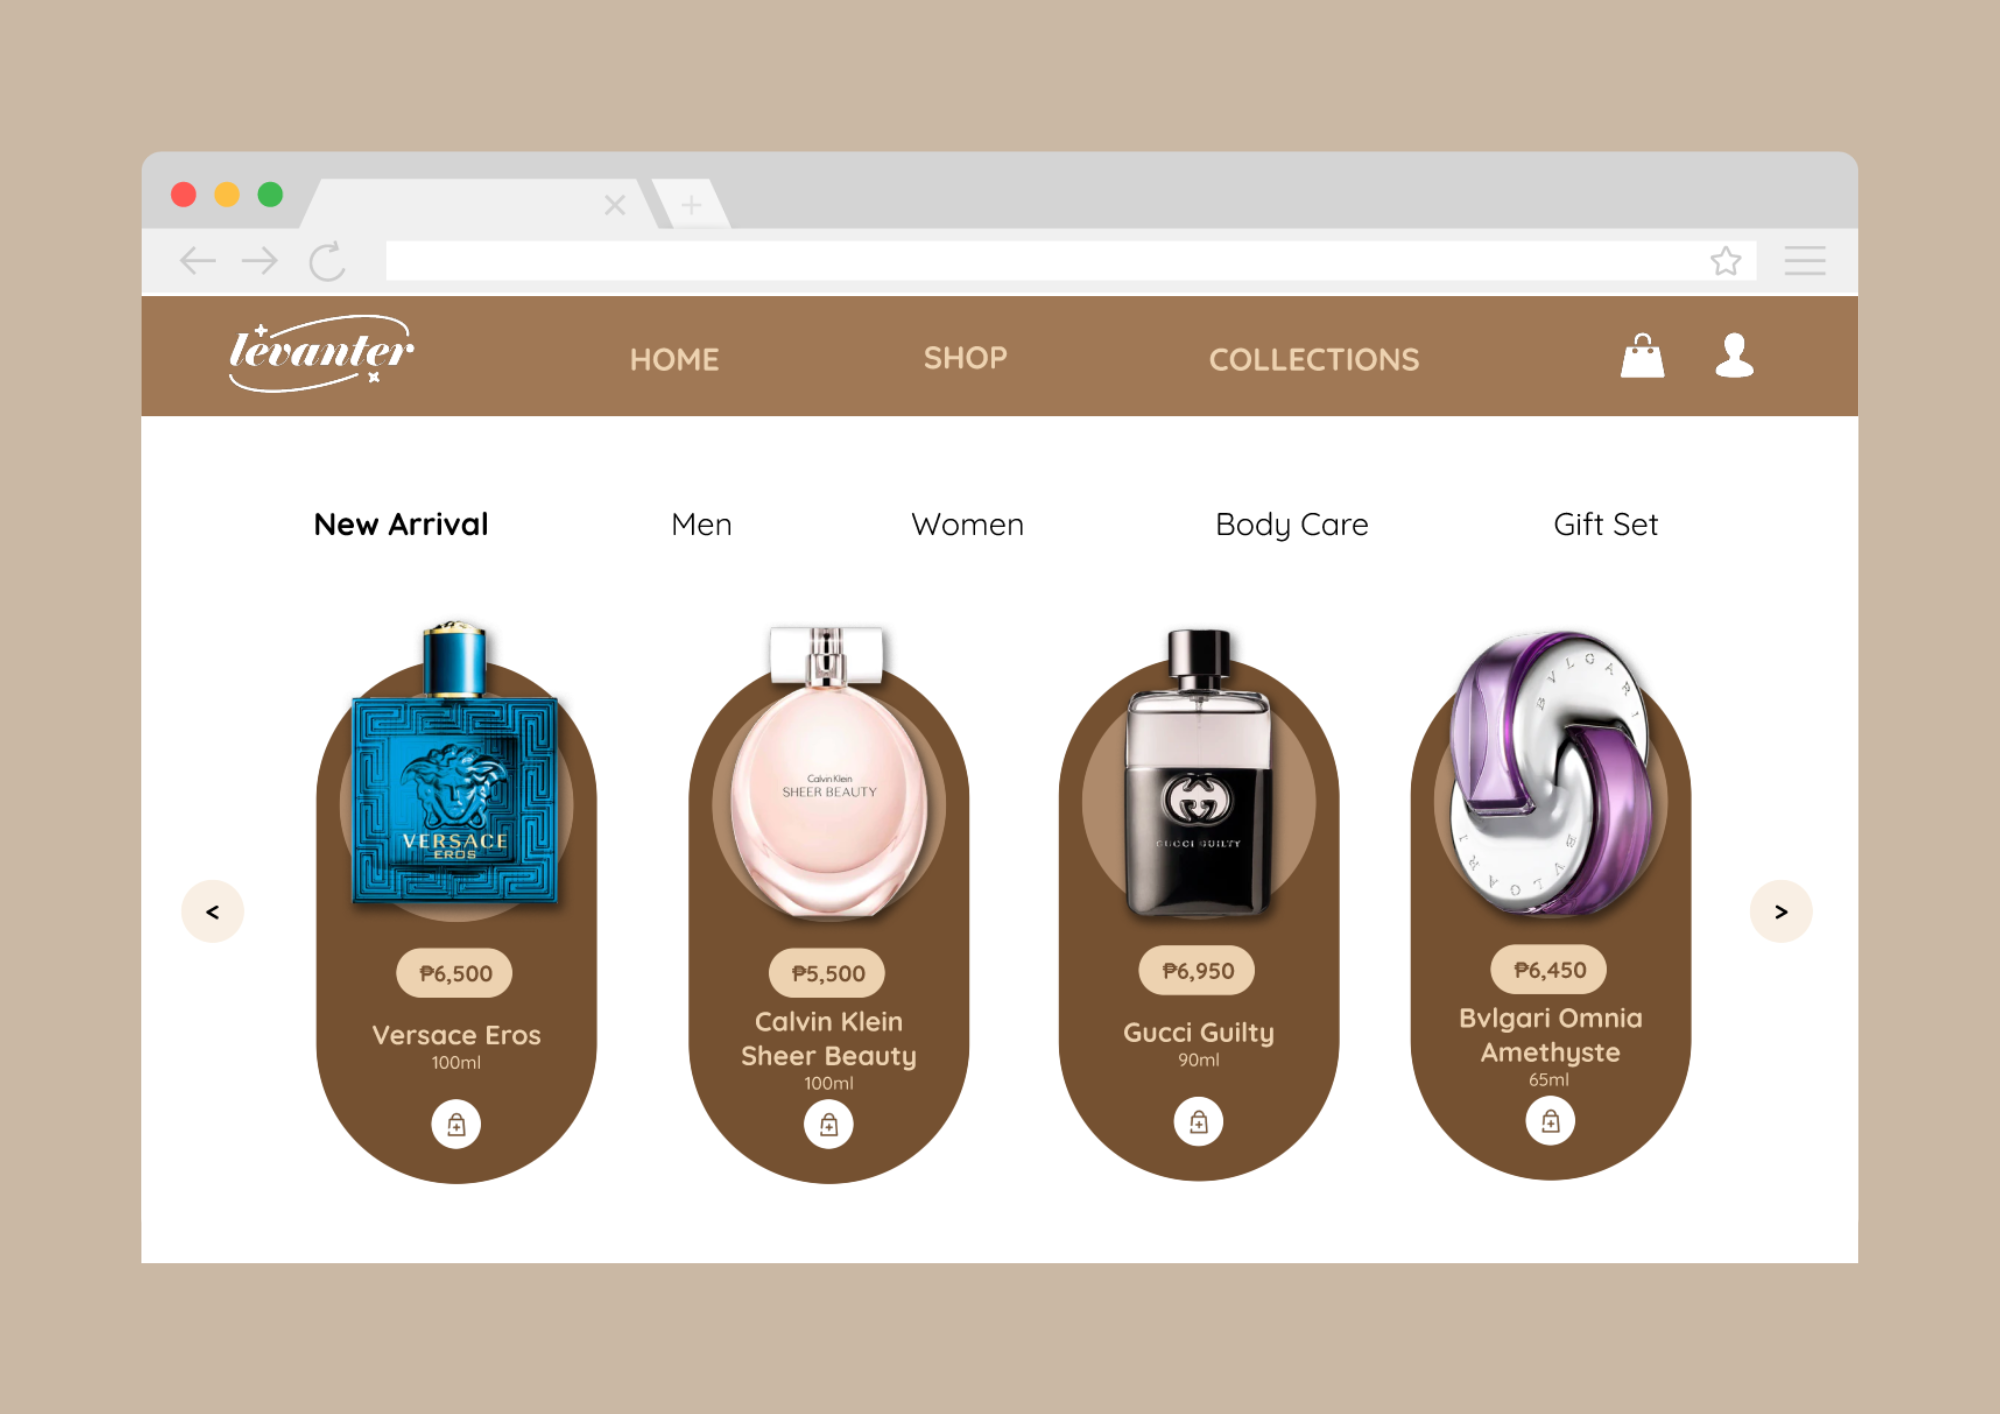 levanter
HOME
SHOP
COLLECTIONS
New Arrival
Men
Women
Body Care
Gift Set
VERSACE
EROS
Calvin Klein
SHEER BEAUTY
GUCCI GUILTY
BVLGARI
BVLGARI
<
>
₱6,500
Versace Eros
100ml
₱5,500
Calvin Klein
Sheer Beauty
100ml
₱6,950
Gucci Guilty
90ml
₱6,450
Bvlgari Omnia
Amethyste
65ml